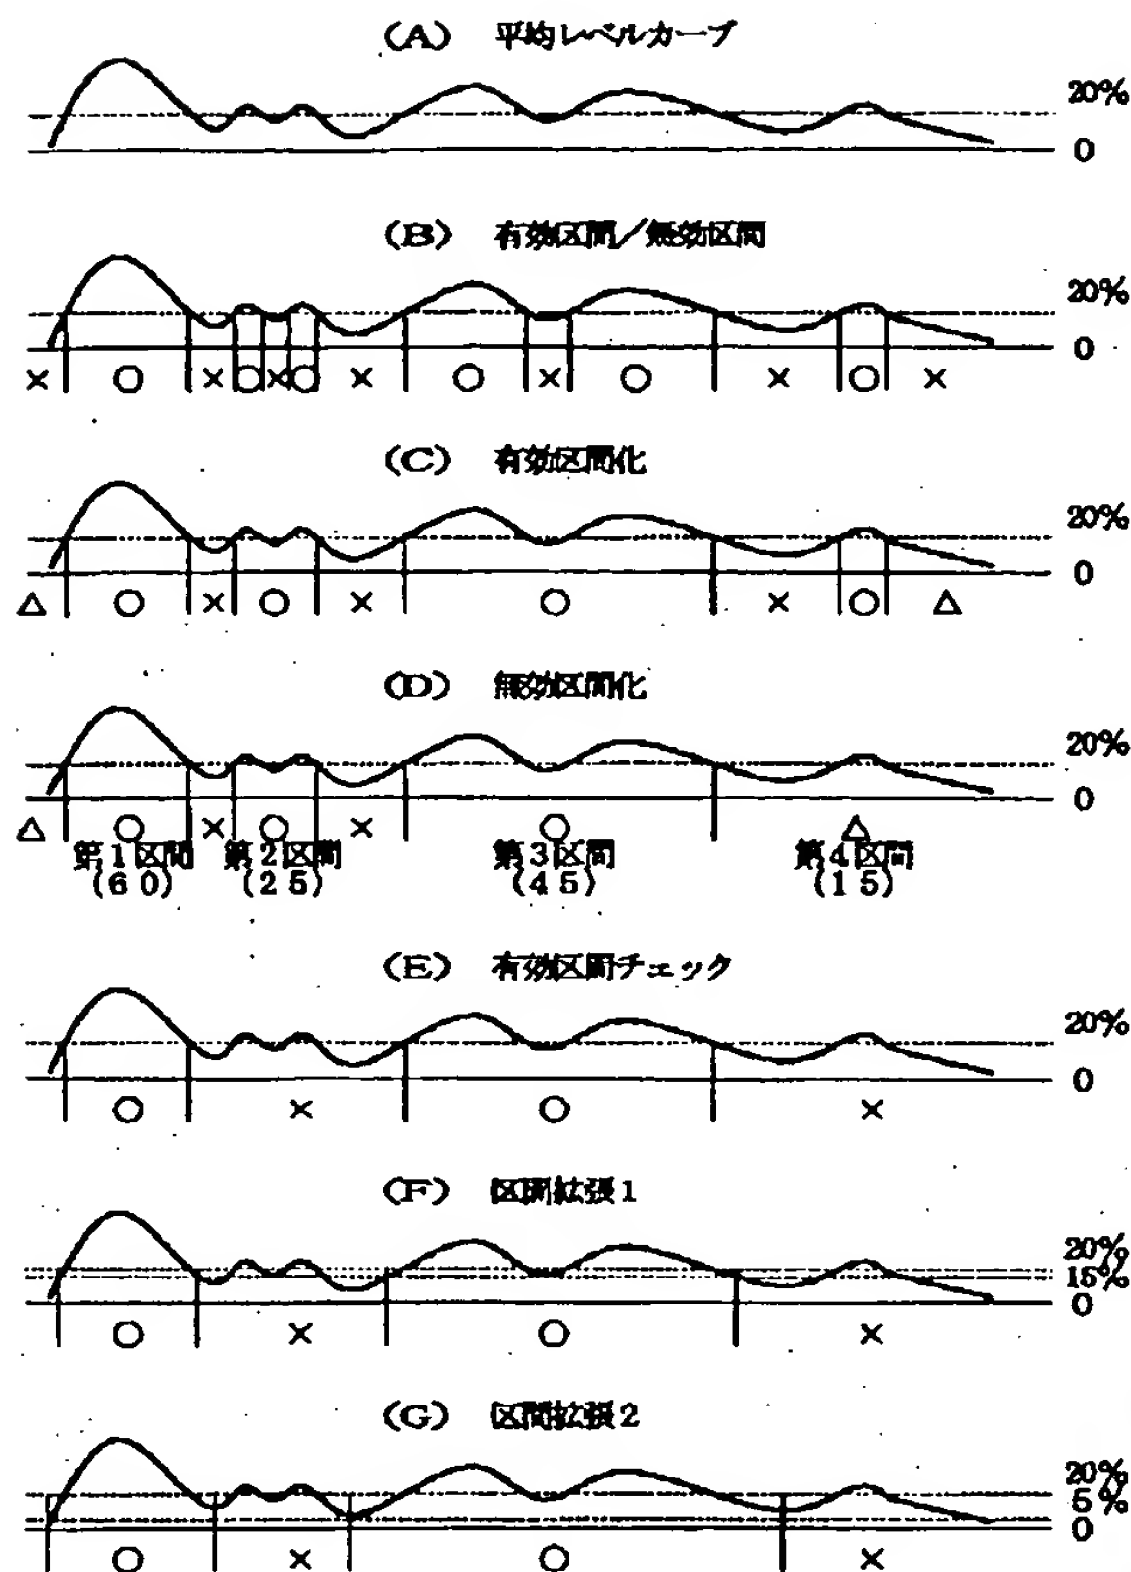 (A) 平均レベルカーブ
20%
0
(B) 有効区間/無効区間
20%
0
× ○ × ○ × ○ × ○ × ○ × ○ ×
(C) 有効区間化
20%
0
△ ○ × ○ × ○ × ○ △
(D) 無効区間化
20%
0
△ ○ × ○ × ○ △
第1区間 第2区間 第3区間 第4区間
(60) (25) (45) (15)
(E) 有効区間チェック
20%
0
○ × ○ ×
(F) 区間拡張1
20%
15%
0
○ × ○ ×
(G) 区間拡張2
20%
5%
0
○ × ○ ×